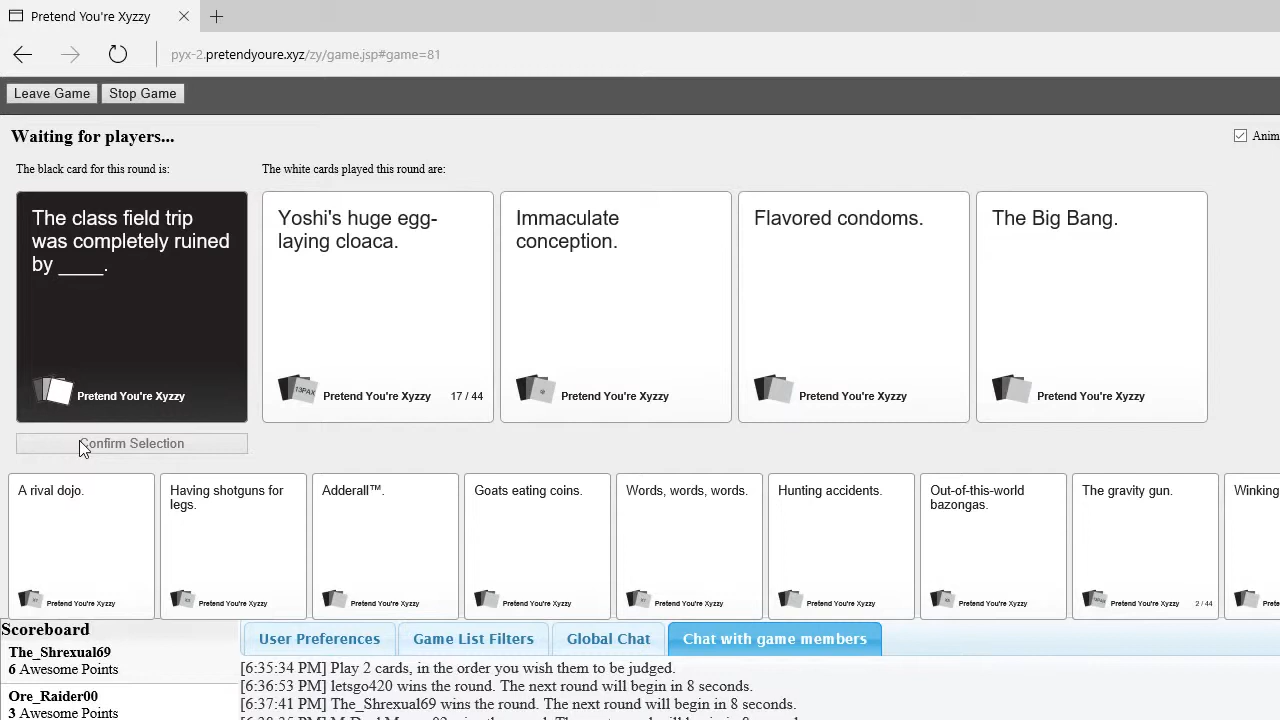 Pretend You're Xyzzy
pyx-2.pretendyoure.xyz/zy/game.jsp#game=81
Leave Game Stop Game
Waiting for players...
Anim
The black card for this round is:
The white cards played this round are:
The class field trip
was completely ruined
by ____.
Pretend You're Xyzzy
Yoshi's huge egg-
laying cloaca.
13PAX
Pretend You're Xyzzy 17 / 44
Immaculate
conception.
Pretend You're Xyzzy
Flavored condoms.
Pretend You're Xyzzy
The Big Bang.
Pretend You're Xyzzy
Confirm Selection
A rival dojo.
Pretend You're Xyzzy
Having shotguns for
legs.
Pretend You're Xyzzy
Adderall™.
Pretend You're Xyzzy
Goats eating coins.
Pretend You're Xyzzy
Words, words, words.
Pretend You're Xyzzy
Hunting accidents.
Pretend You're Xyzzy
Out-of-this-world
bazongas.
Pretend You're Xyzzy
The gravity gun.
Pretend You're Xyzzy 2 / 44
Winking
Pretend
Scoreboard
The_Shrexual69
6 Awesome Points
Ore_Raider00
3 Awesome Points
User Preferences Game List Filters Global Chat Chat with game members
[6:35:34 PM] Play 2 cards, in the order you wish them to be judged.
[6:36:53 PM] letsgo420 wins the round. The next round will begin in 8 seconds.
[6:37:41 PM] The_Shrexual69 wins the round. The next round will begin in 8 seconds.